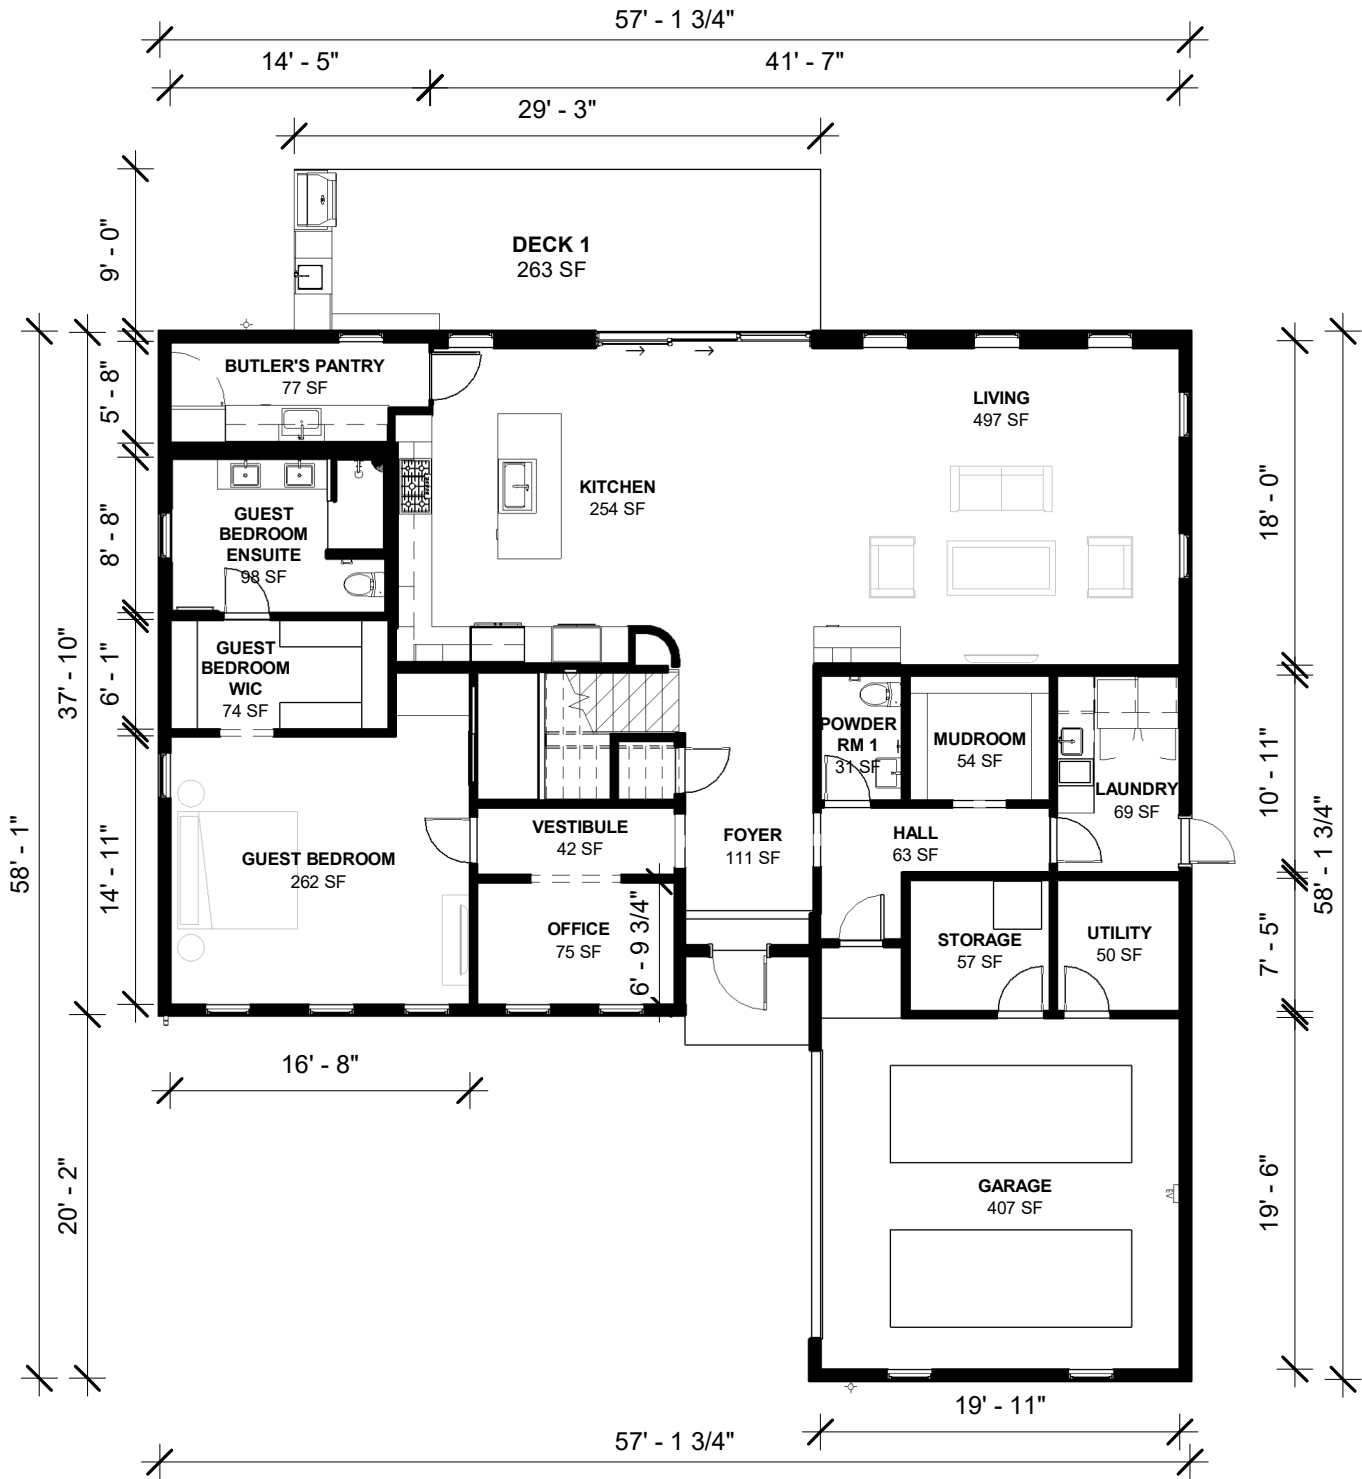 57' - 1 3/4"
14' - 5"
41' - 7"
29' - 3"
9' - 0"
DECK 1
263 SF
BUTLER'S PANTRY
77 SF
5' - 8"
LIVING
497 SF
KITCHEN
254 SF
18' - 0"
GUEST
BEDROOM
ENSUITE
98 SF
8' - 8"
GUEST
BEDROOM
WIC
74 SF
6' - 1"
37' - 10"
POWDER
RM 1
31 SF
MUDROOM
54 SF
LAUNDRY
69 SF
10' - 11"
VESTIBULE
42 SF
FOYER
111 SF
HALL
63 SF
58' - 1"
58' - 1 3/4"
GUEST BEDROOM
262 SF
14' - 11"
OFFICE
75 SF
6' - 9 3/4"
STORAGE
57 SF
UTILITY
50 SF
7' - 5"
16' - 8"
20' - 2"
GARAGE
407 SF
EV
19' - 6"
19' - 11"
57' - 1 3/4"